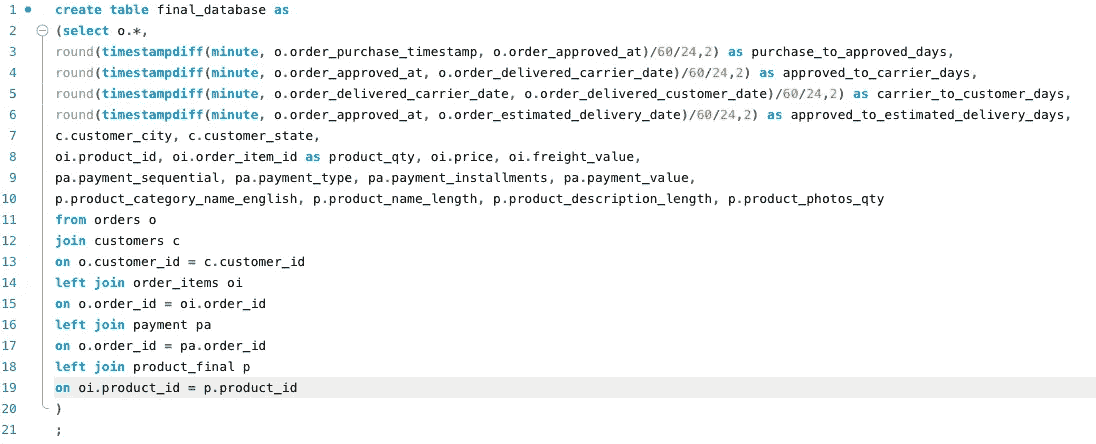 1 create table final_database as
2 (select o.*,
3 round(timestampdiff(minute, o.order_purchase_timestamp, o.order_approved_at)/60/24,2) as purchase_to_approved_days,
4 round(timestampdiff(minute, o.order_approved_at, o.order_delivered_carrier_date)/60/24,2) as approved_to_carrier_days,
5 round(timestampdiff(minute, o.order_delivered_carrier_date, o.order_delivered_customer_date)/60/24,2) as carrier_to_customer_days,
6 round(timestampdiff(minute, o.order_approved_at, o.order_estimated_delivery_date)/60/24,2) as approved_to_estimated_delivery_days,
7 c.customer_city, c.customer_state,
8 oi.product_id, oi.order_item_id as product_qty, oi.price, oi.freight_value,
9 pa.payment_sequential, pa.payment_type, pa.payment_installments, pa.payment_value,
10 p.product_category_name_english, p.product_name_length, p.product_description_length, p.product_photos_qty
11 from orders o
12 join customers c
13 on o.customer_id = c.customer_id
14 left join order_items oi
15 on o.order_id = oi.order_id
16 left join payment pa
17 on o.order_id = pa.order_id
18 left join product_final p
19 on oi.product_id = p.product_id
20 )
21 ;